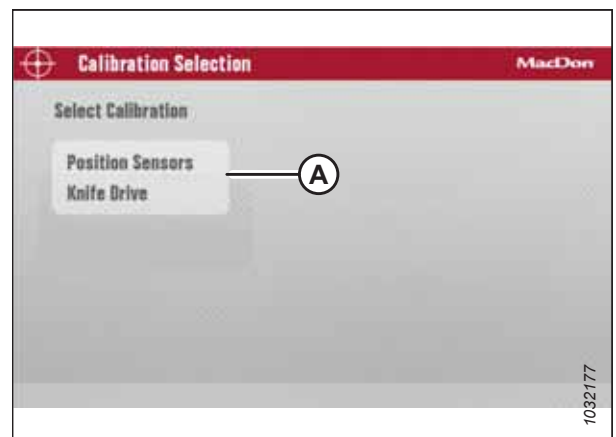 Calibration Selection MacDon
Select Calibration
Position Sensors
Knife Drive
A
1032177